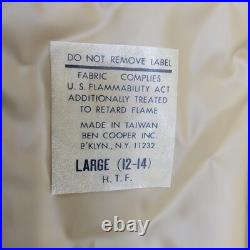 DO NOT REMOVE LABEL
FABRIC COMPLIES
U.S. FLAMMABILITY ACT
ADDITIONALLY TREATED
TO RETARD FLAME
MADE IN TAIWAN
BEN COOPER INC.
B'KLYN., N.Y. 11232
LARGE (12-14)
H.T.F.